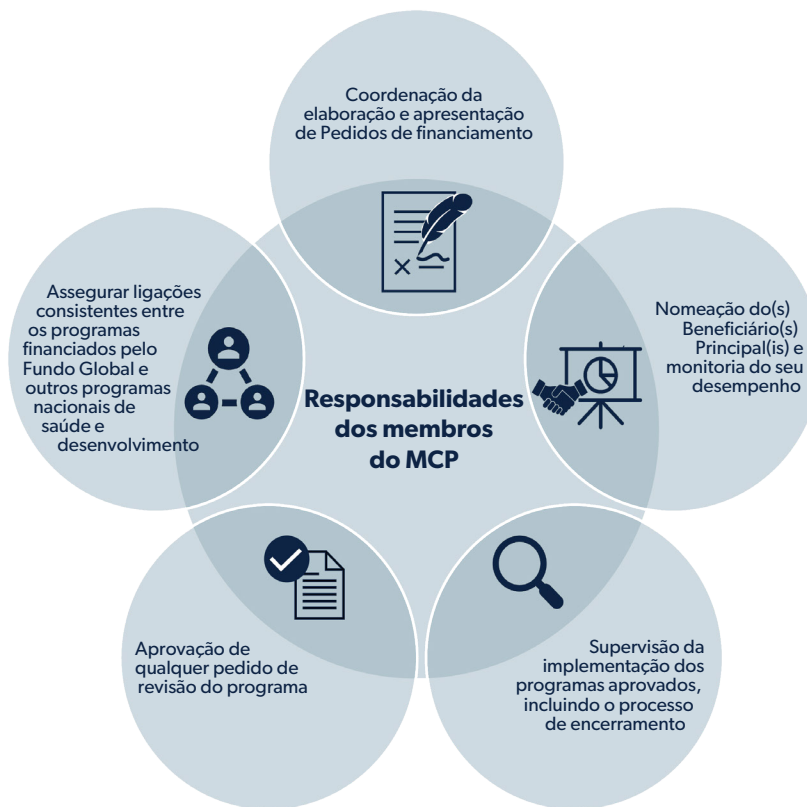 Coordenação da
elaboração e apresentação
de Pedidos de financiamento
Assegurar ligações
consistentes entre
os programas
financiados pelo
Fundo Global e
outros programas
nacionais de
saúde e
desenvolvimento
Nomeação do(s)
Beneficiário(s)
Principal(is) e
monitoria do seu
desempenho
Responsabilidades
dos membros
do MCP
Aprovação de
qualquer pedido de
revisão do programa
Supervisão da
implementação dos
programas aprovados,
incluindo o processo
de encerramento